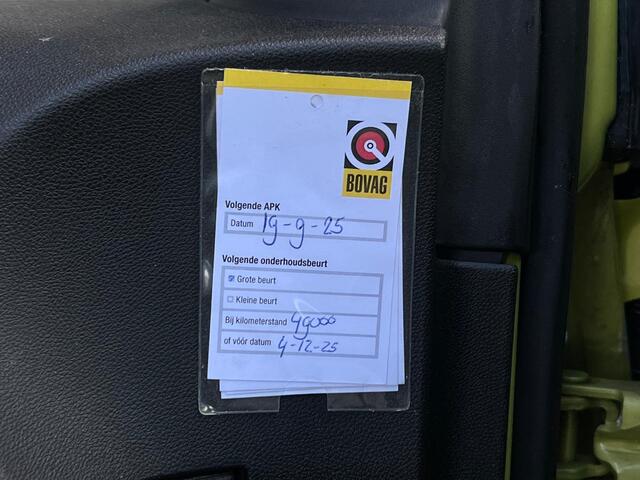 BOVAG
Volgende APK
Datum 19-9-25
Volgende onderhoudsbeurt
Grote beurt
Kleine beurt
Bij kilometerstand 49000
of vóór datum 4-12-25